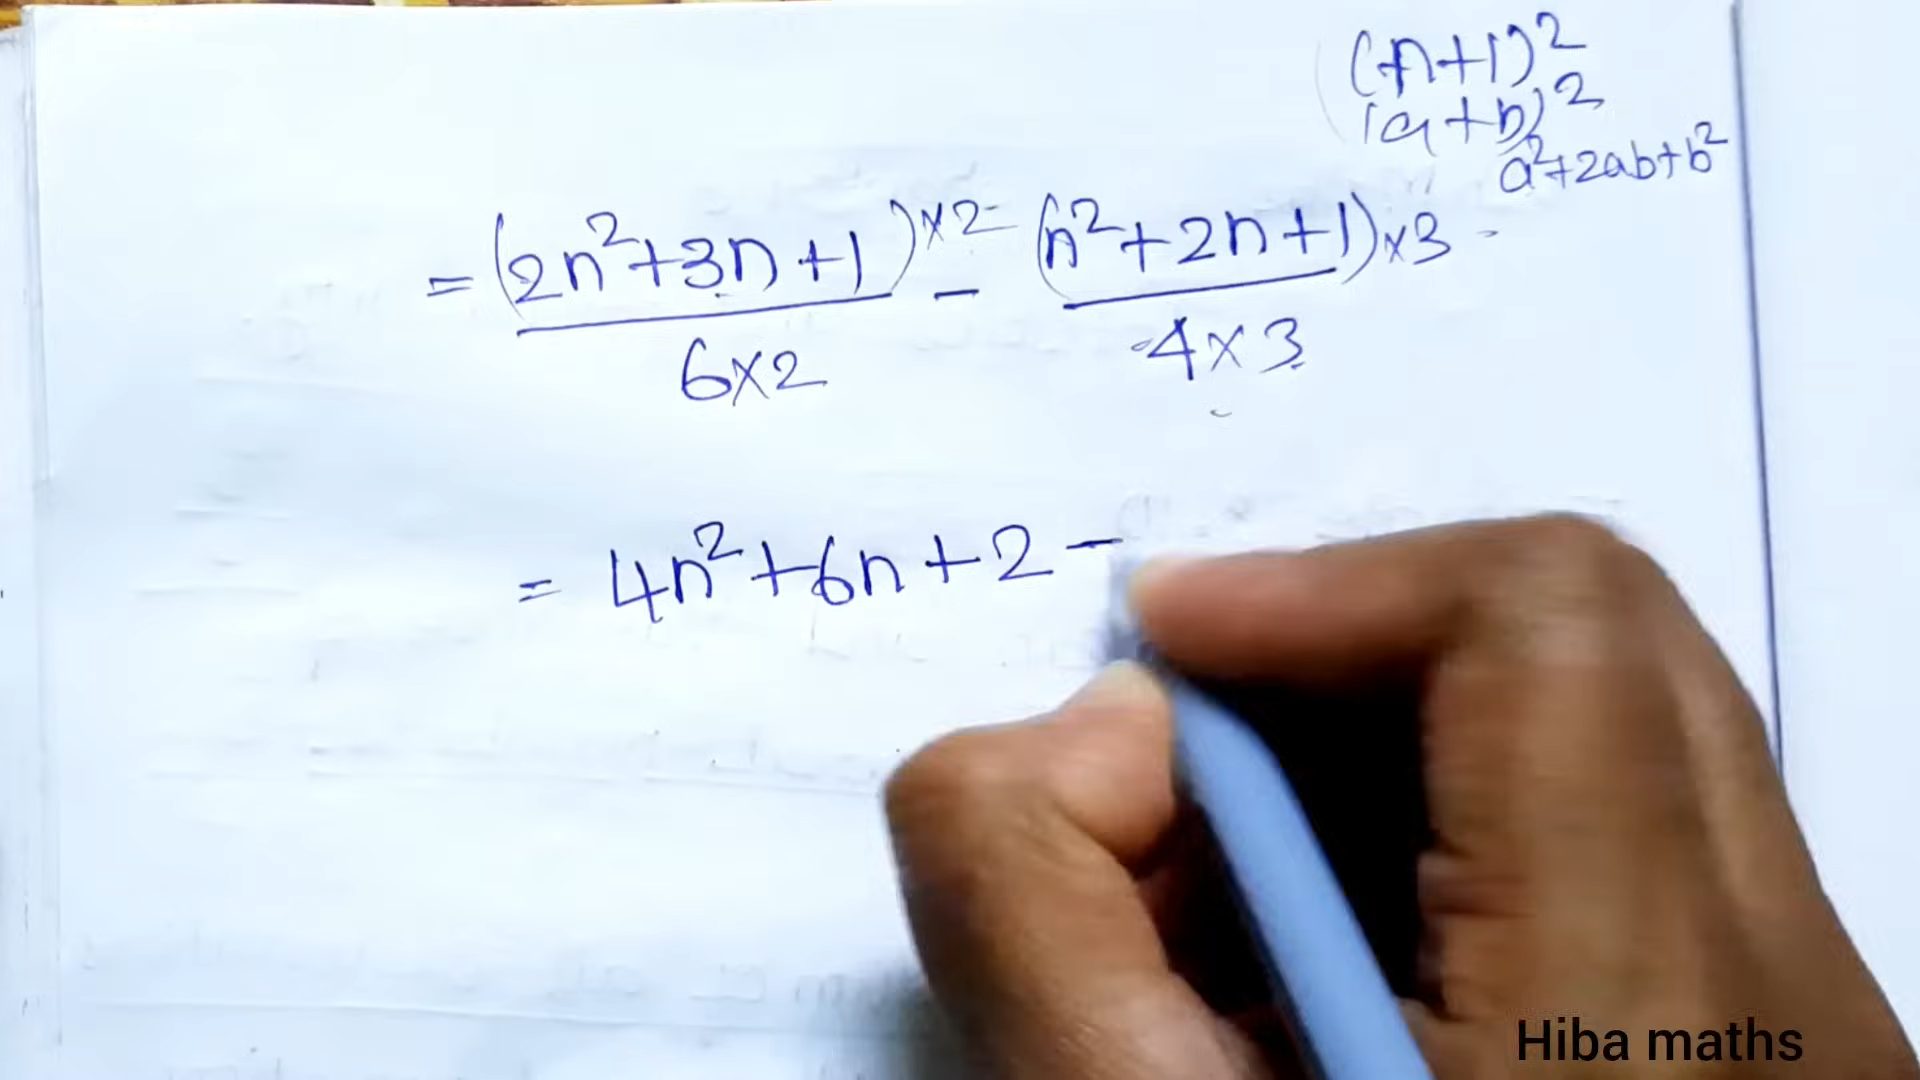 (n+1)²
(a+b)²
a²+2ab+b²
= (2n²+3n+1)×2 - (n²+2n+1)×3
6×2 4×3
= 4n²+6n+2 -
Hiba maths